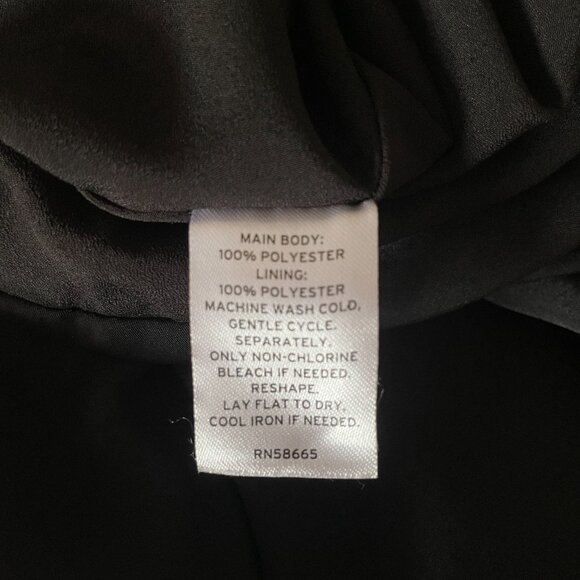 MAIN BODY:
100% POLYESTER
LINING:
100% POLYESTER
MACHINE WASH COLD,
GENTLE CYCLE.
SEPARATELY.
ONLY NON-CHLORINE
BLEACH IF NEEDED.
RESHAPE.
LAY FLAT TO DRY.
COOL IRON IF NEEDED.
RN58665